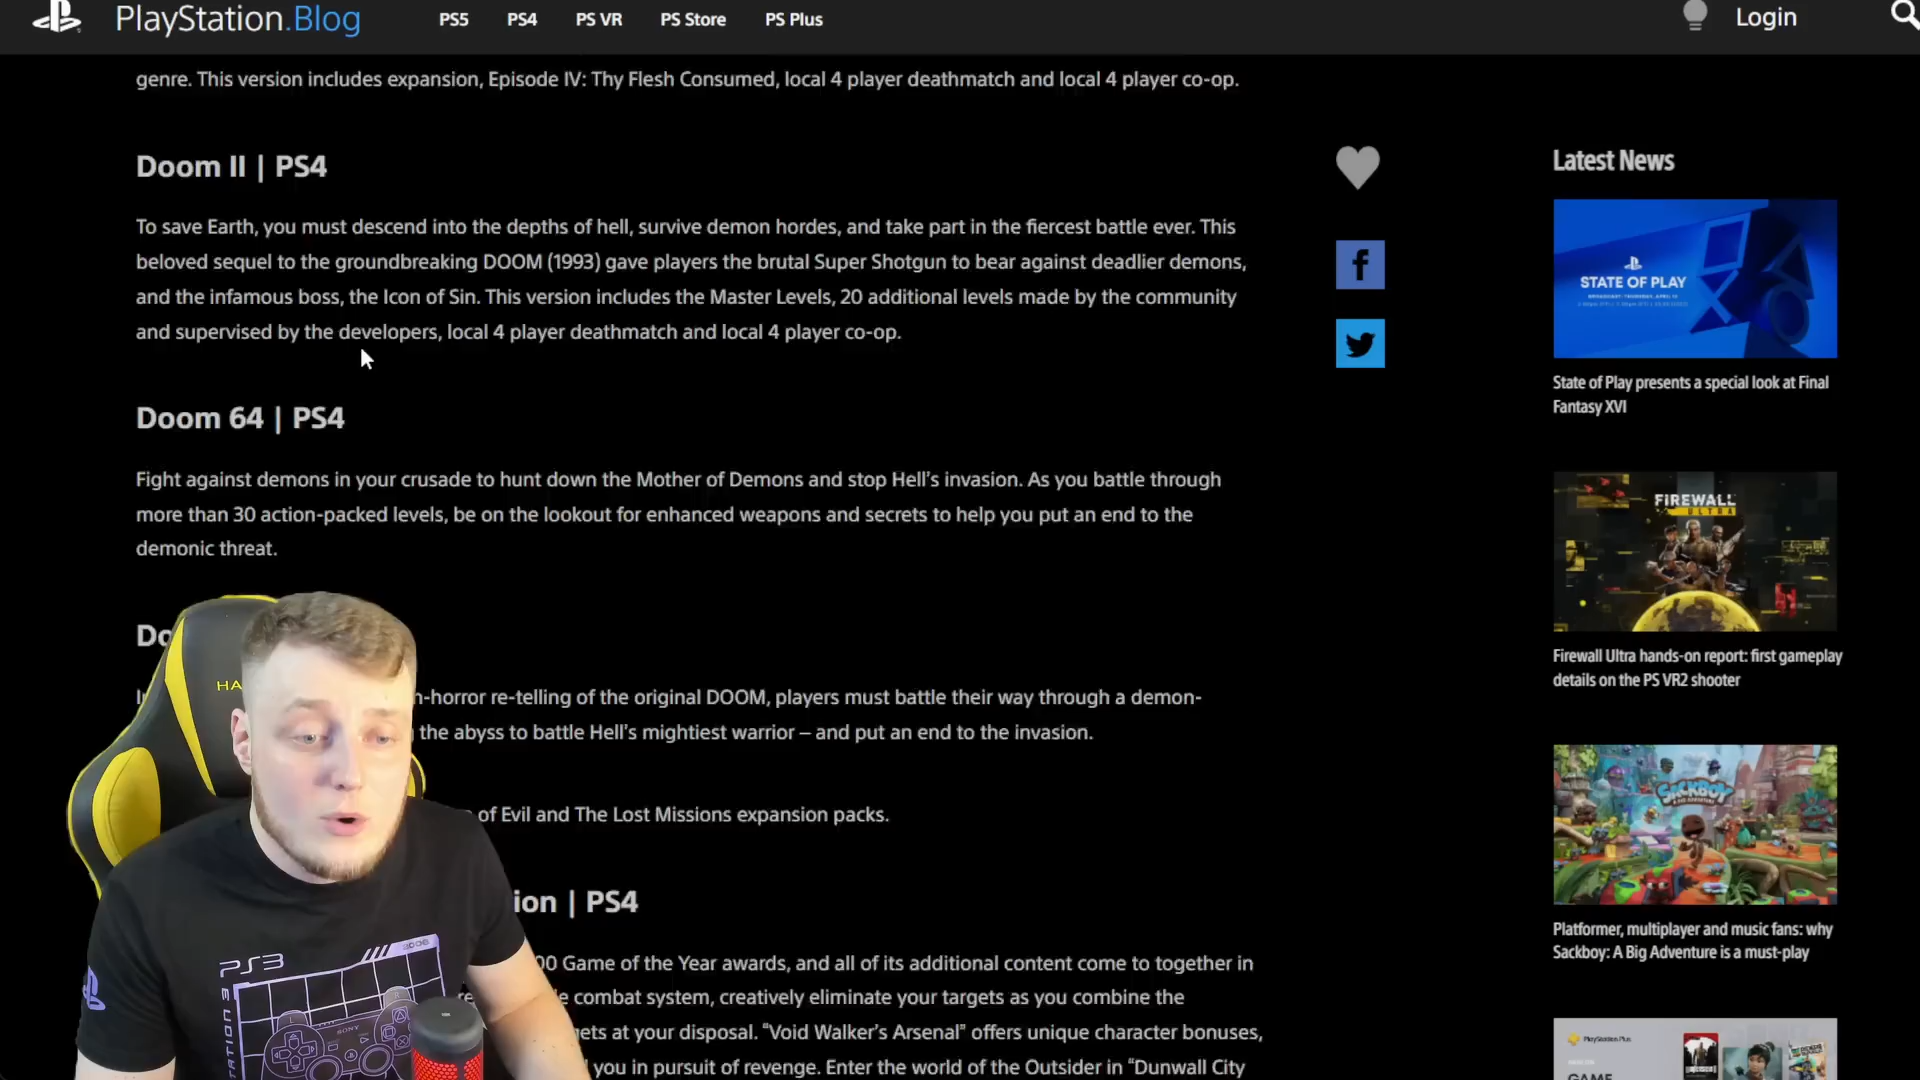 PlayStation.Blog
PS5 PS4 PS VR PS Store PS Plus
Login
genre. This version includes expansion, Episode IV: Thy Flesh Consumed, local 4 player deathmatch and local 4 player co-op.
Doom II | PS4
To save Earth, you must descend into the depths of hell, survive demon hordes, and take part in the fiercest battle ever. This
beloved sequel to the groundbreaking DOOM (1993) gave players the brutal Super Shotgun to bear against deadlier demons,
and the infamous boss, the Icon of Sin. This version includes the Master Levels, 20 additional levels made by the community
and supervised by the developers, local 4 player deathmatch and local 4 player co-op.
Doom 64 | PS4
Fight against demons in your crusade to hunt down the Mother of Demons and stop Hell's invasion. As you battle through
more than 30 action-packed levels, be on the lookout for enhanced weapons and secrets to help you put an end to the
demonic threat.
Do
-horror re-telling of the original DOOM, players must battle their way through a demon-
the abyss to battle Hell's mightiest warrior – and put an end to the invasion.
of Evil and The Lost Missions expansion packs.
ion | PS4
00 Game of the Year awards, and all of its additional content come to together in
combat system, creatively eliminate your targets as you combine the
gets at your disposal. "Void Walker's Arsenal" offers unique character bonuses,
you in pursuit of revenge. Enter the world of the Outsider in "Dunwall City
Latest News
STATE OF PLAY
State of Play presents a special look at Final
Fantasy XVI
FIREWALL
ULTRA
Firewall Ultra hands-on report: first gameplay
details on the PS VR2 shooter
SACKBOY
Platformer, multiplayer and music fans: why
Sackboy: A Big Adventure is a must-play
PlayStation Plus
GAME
HA
PS3
2006
SONY